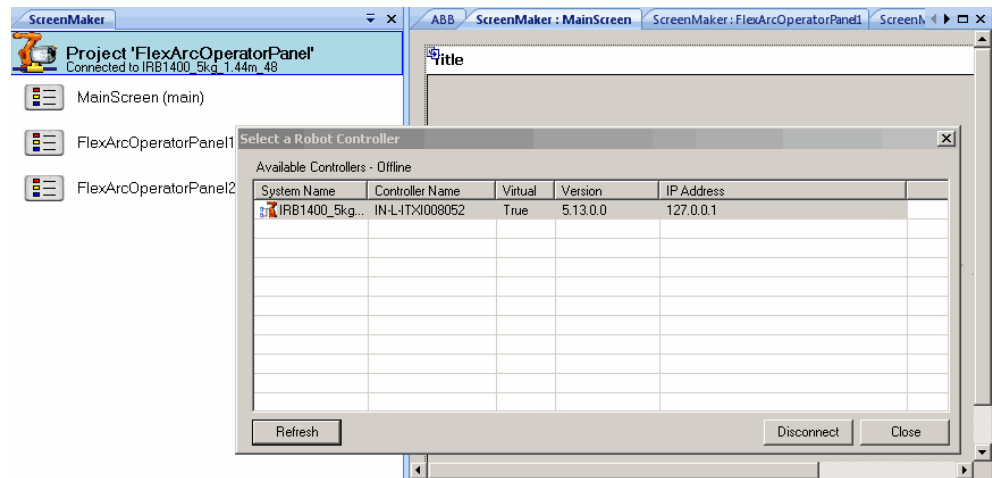 ScreenMaker
Project 'FlexArcOperatorPanel'
Connected to IRB1400_5kg_1.44m_48
MainScreen (main)
FlexArcOperatorPanel1
FlexArcOperatorPanel2
ABB ScreenMaker : MainScreen ScreenMaker : FlexArcOperatorPanel1 ScreenM
Title
Select a Robot Controller
Available Controllers - Offline
System Name Controller Name Virtual Version IP Address
IRB1400_5kg... IN-L-ITXI008052 True 5.13.0.0 127.0.0.1
Refresh Disconnect Close